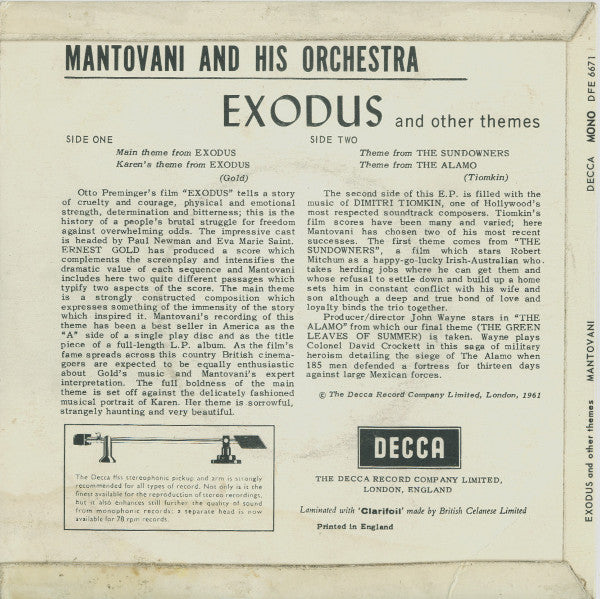 MANTOVANI AND HIS ORCHESTRA
EXODUS and other themes
SIDE ONE
Main theme from EXODUS
Karen's theme from EXODUS
(Gold)
Otto Preminger's film "EXODUS" tells a story
of cruelty and courage, physical and emotional
strength, determination and bitterness; this is the
history of a people's brutal struggle for freedom
against overwhelming odds. The impressive cast
is headed by Paul Newman and Eva Marie Saint.
ERNEST GOLD has produced a score which
complements the screenplay and intensifies the
dramatic value of each sequence and Mantovani
includes here two quite different passages which
typify two aspects of the score. The main theme
is a strongly constructed composition which
expresses something of the immensity of the story
which inspired it. Mantovani's recording of this
theme has been a best seller in America as the
"A" side of a single play disc and as the title
piece of a full-length L.P. album. As the film's
fame spreads across this country British cinema-
goers are expected to be equally enthusiastic
about Gold's music and Mantovani's expert
interpretation. The full boldness of the main
theme is set off against the delicately fashioned
musical portrait of Karen. Her theme is sorrowful,
strangely haunting and very beautiful.
The Decca ffss stereophonic pickup and arm is strongly
recommended for all types of record. Not only is it the
finest available for the reproduction of stereo recordings,
but it also enhances still further the quality of sound
from monophonic records; a separate head is now
available for 78 rpm records.
SIDE TWO
Theme from THE SUNDOWNERS
Theme from THE ALAMO
(Tiomkin)
The second side of this E.P. is filled with the
music of DIMITRI TIOMKIN, one of Hollywood's
most respected soundtrack composers. Tiomkin's
film scores have been many and varied; here
Mantovani has chosen two of his most recent
successes. The first theme comes from "THE
SUNDOWNERS", a film which stars Robert
Mitchum as a happy-go-lucky Irish-Australian who
takes herding jobs where he can get them and
whose refusal to settle down and build up a home
sets him in constant conflict with his wife and
son although a deep and true bond of love and
loyalty binds the trio together.
Producer/director John Wayne stars in "THE
ALAMO" from which our final theme (THE GREEN
LEAVES OF SUMMER) is taken. Wayne plays
Colonel David Crockett in this saga of military
heroism detailing the siege of The Alamo when
185 men defended a fortress for thirteen days
against large Mexican forces.
© The Decca Record Company Limited, London, 1961
DECCA
THE DECCA RECORD COMPANY LIMITED,
LONDON, ENGLAND
Laminated with 'Clarifoil' made by British Celanese Limited
Printed in England
EXODUS and other themes MANTOVANI DECCA MONO DFE 6671